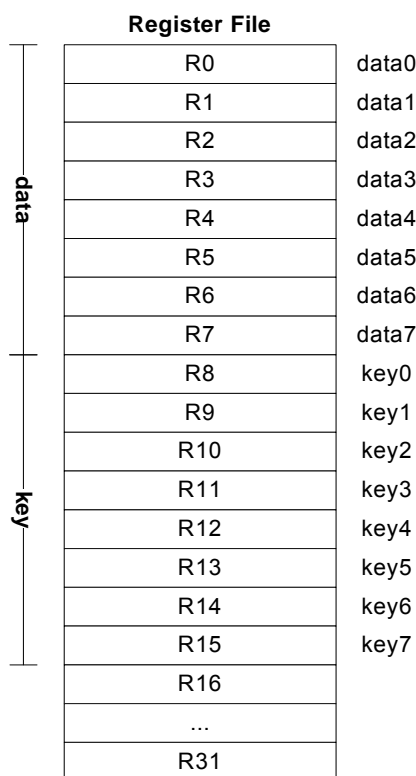 Register File
R0 data0
R1 data1
R2 data2
R3 data3
R4 data4
R5 data5
R6 data6
R7 data7
data
R8 key0
R9 key1
R10 key2
R11 key3
R12 key4
R13 key5
R14 key6
R15 key7
key
R16
...
R31